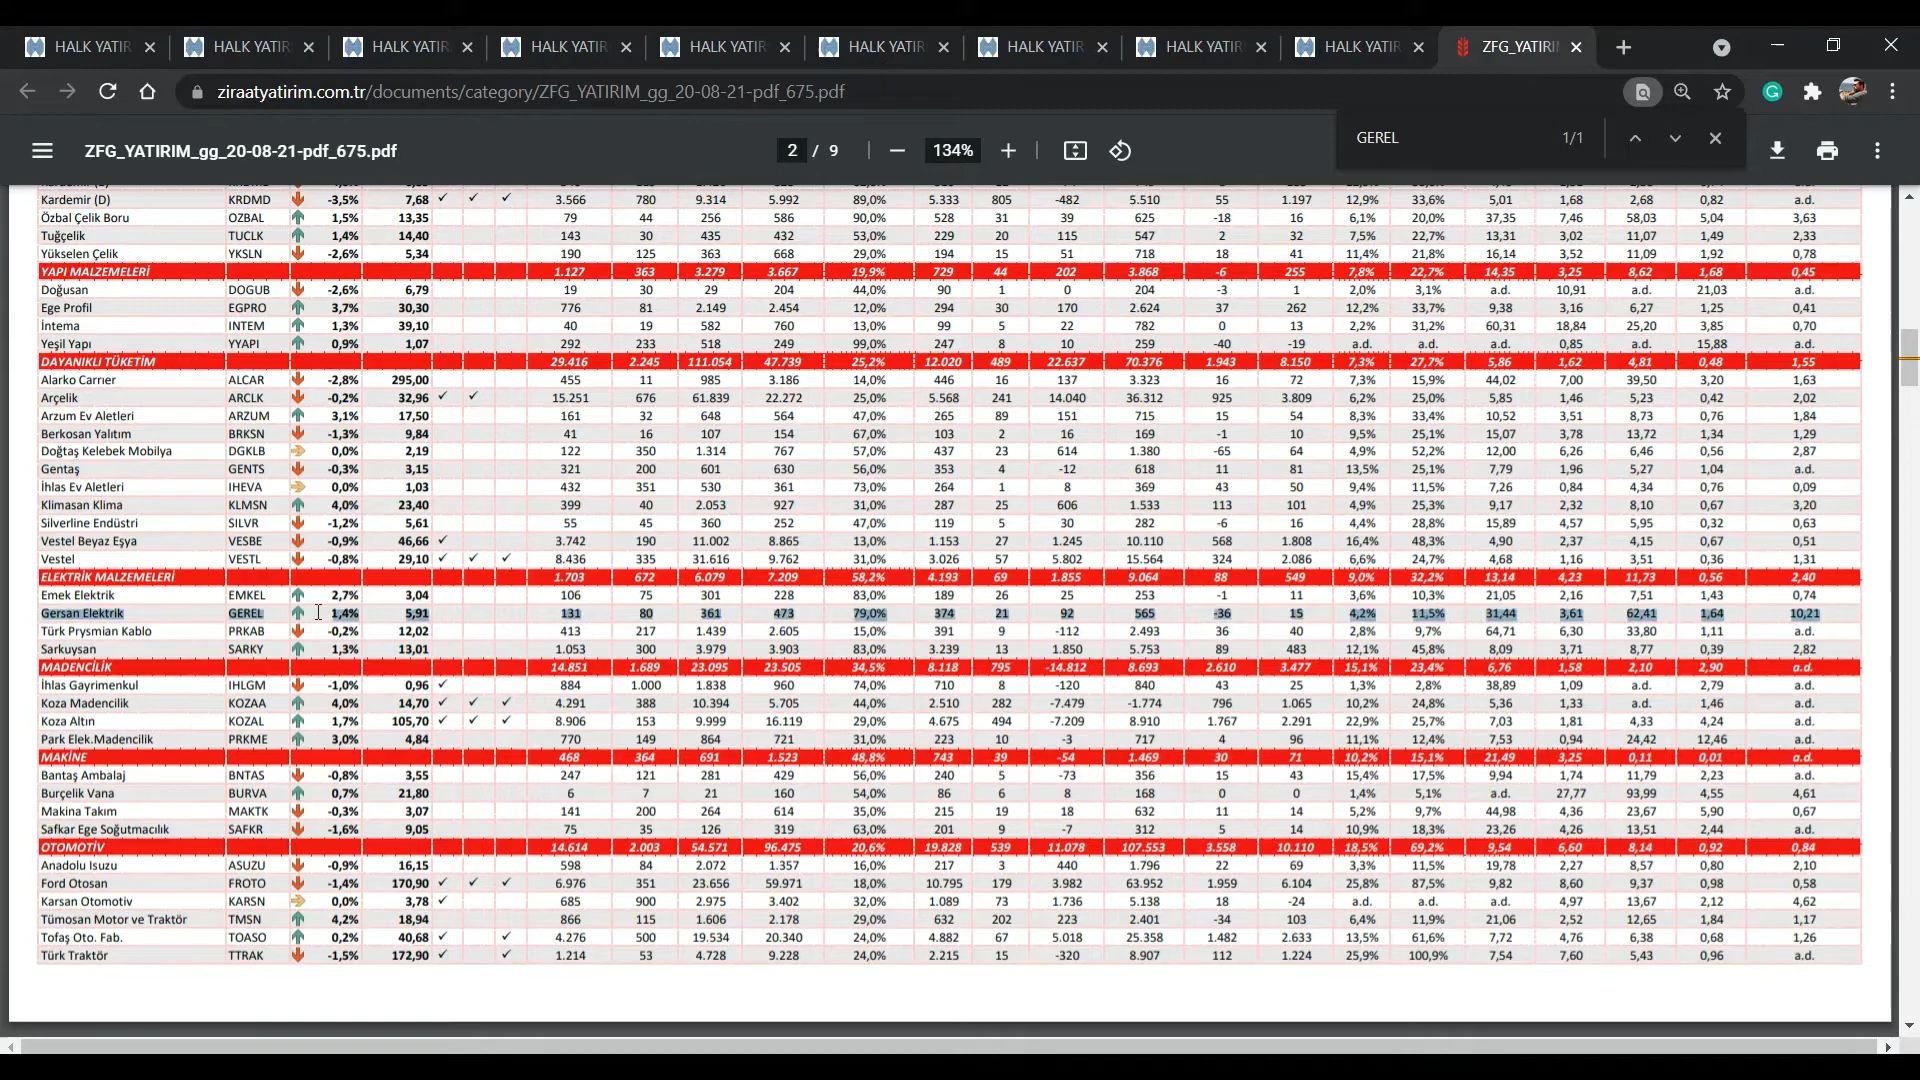 HALK YATIR HALK YATIR HALK YATIR HALK YATIR HALK YATIR HALK YATIR HALK YATIR HALK YATIR HALK YATIR ZFG_YATIRI
ziraatyatirim.com.tr/documents/category/ZFG_YATIRIM_gg_20-08-21-pdf_675.pdf
GEREL 1/1
ZFG_YATIRIM_gg_20-08-21-pdf_675.pdf 2 / 9 134%
Kardemir (D) KRDMD -3,5% 7,68 ✓ ✓ ✓ 3.566 780 9.314 5.992 89,0% 5.333 805 -482 5.510 55 1.197 12,9% 33,6% 5,01 1,68 2,68 0,82 a.d.
Özbal Çelik Boru OZBAL 1,5% 13,35 79 44 256 586 90,0% 528 31 39 625 -18 16 6,1% 20,0% 37,35 7,46 58,03 5,04 3,63
Tuğçelik TUCLK 1,4% 14,40 143 30 435 432 53,0% 229 20 115 547 2 32 7,5% 22,7% 13,31 3,02 11,07 1,49 2,33
Yükselen Çelik YKSLN -2,6% 5,34 190 125 363 668 29,0% 194 15 51 718 18 41 11,4% 21,8% 16,14 3,52 11,09 1,92 0,78
YAPI MALZEMELERİ 1.127 363 3.279 3.667 19,9% 729 44 202 3.868 -6 255 7,8% 22,7% 14,35 3,25 8,62 1,68 0,45
Doğusan DOGUB -2,6% 6,79 19 30 29 204 44,0% 90 1 0 204 -3 1 2,0% 3,1% a.d. 10,91 a.d. 21,03 a.d.
Ege Profil EGPRO 3,7% 30,30 776 81 2.149 2.454 12,0% 294 30 170 2.624 37 262 12,2% 33,7% 9,38 3,16 6,27 1,25 0,41
İntema INTEM 1,3% 39,10 40 19 582 760 13,0% 99 5 22 782 0 13 2,2% 31,2% 60,31 18,84 25,20 3,85 0,70
Yeşil Yapı YYAPI 0,9% 1,07 292 233 518 249 99,0% 247 8 10 259 -40 -19 a.d. a.d. a.d. 0,85 a.d. 15,88 a.d.
DAYANIKLI TÜKETİM 29.416 2.245 111.054 47.739 25,2% 12.020 489 22.637 70.376 1.943 8.150 7,3% 27,7% 5,86 1,62 4,81 0,48 1,55
Alarko Carrıer ALCAR -2,8% 295,00 455 11 985 3.186 14,0% 446 16 137 3.323 16 72 7,3% 15,9% 44,02 7,00 39,50 3,20 1,63
Arçelik ARCLK -0,2% 32,96 ✓ ✓ 15.251 676 61.839 22.272 25,0% 5.568 241 14.040 36.312 925 3.809 6,2% 25,0% 5,85 1,46 5,23 0,42 2,02
Arzum Ev Aletleri ARZUM 3,1% 17,50 161 32 648 564 47,0% 265 89 151 715 15 54 8,3% 33,4% 10,52 3,51 8,73 0,76 1,84
Berkosan Yalıtım BRKSN -1,3% 9,84 41 16 107 154 67,0% 103 2 16 169 -1 10 9,5% 25,1% 15,07 3,78 13,72 1,34 1,29
Doğtaş Kelebek Mobilya DGKLB 0,0% 2,19 122 350 1.314 767 57,0% 437 23 614 1.380 -65 64 4,9% 52,2% 12,00 6,26 6,46 0,56 2,87
Gentaş GENTS -0,3% 3,15 321 200 601 630 56,0% 353 4 -12 618 11 81 13,5% 25,1% 7,79 1,96 5,27 1,04 a.d.
İhlas Ev Aletleri IHEVA 0,0% 1,03 432 351 530 361 73,0% 264 1 8 369 43 50 9,4% 11,5% 7,26 0,84 4,34 0,76 0,09
Klimasan Klima KLMSN 4,0% 23,40 399 40 2.053 927 31,0% 287 25 606 1.533 113 101 4,9% 25,3% 9,17 2,32 8,10 0,67 3,20
Silverline Endüstri SILVR -1,2% 5,61 55 45 360 252 47,0% 119 5 30 282 -6 16 4,4% 28,8% 15,89 4,57 5,95 0,32 0,63
Vestel Beyaz Eşya VESBE -0,9% 46,66 ✓ 3.742 190 11.002 8.865 13,0% 1.153 27 1.245 10.110 568 1.808 16,4% 48,3% 4,90 2,37 4,15 0,67 0,51
Vestel VESTL -0,8% 29,10 ✓ ✓ ✓ 8.436 335 31.616 9.762 31,0% 3.026 57 5.802 15.564 324 2.086 6,6% 24,7% 4,68 1,16 3,51 0,36 1,31
ELEKTRİK MALZEMELERİ 1.703 672 6.079 7.209 58,2% 4.193 69 1.855 9.064 88 549 9,0% 32,2% 13,14 4,23 11,73 0,56 2,40
Emek Elektrik EMKEL 2,7% 3,04 106 75 301 228 83,0% 189 26 25 253 -1 11 3,6% 10,3% 21,05 2,16 7,51 1,43 0,74
Gersan Elektrik GEREL 1,4% 5,91 131 80 361 473 79,0% 374 21 92 565 -36 15 4,2% 11,5% 31,44 3,61 62,41 1,64 10,21
Türk Prysmian Kablo PRKAB -0,2% 12,02 413 217 1.439 2.605 15,0% 391 9 -112 2.493 36 40 2,8% 9,7% 64,71 6,30 33,80 1,11 a.d.
Sarkuysan SARKY 1,3% 13,01 1.053 300 3.979 3.903 83,0% 3.239 13 1.850 5.753 89 483 12,1% 45,8% 8,09 3,71 8,77 0,39 2,82
MADENCİLİK 14.851 1.689 23.095 23.505 34,5% 8.118 795 -14.812 8.693 2.610 3.477 15,1% 23,4% 6,76 1,58 2,10 2,90 a.d.
İhlas Gayrimenkul IHLGM -1,0% 0,96 ✓ 884 1.000 1.838 960 74,0% 710 8 -120 840 43 25 1,3% 2,8% 38,89 1,09 a.d. 2,79 a.d.
Koza Madencilik KOZAA 4,0% 14,70 ✓ ✓ ✓ 4.291 388 10.394 5.705 44,0% 2.510 282 -7.479 -1.774 796 1.065 10,2% 24,8% 5,36 1,33 a.d. 1,46 a.d.
Koza Altın KOZAL 1,7% 105,70 ✓ ✓ ✓ 8.906 153 9.999 16.119 29,0% 4.675 494 -7.209 8.910 1.767 2.291 22,9% 25,7% 7,03 1,81 4,33 4,24 a.d.
Park Elek.Madencilik PRKME 3,0% 4,84 770 149 864 721 31,0% 223 10 -3 717 4 96 11,1% 12,4% 7,53 0,94 24,42 12,46 a.d.
MAKİNE 468 364 691 1.523 48,8% 743 39 -54 1.469 30 71 10,2% 15,1% 21,49 3,25 0,11 0,01 a.d.
Bantaş Ambalaj BNTAS -0,8% 3,55 247 121 281 429 56,0% 240 5 -73 356 15 43 15,4% 17,5% 9,94 1,74 11,79 2,23 a.d.
Burçelik Vana BURVA 0,7% 21,80 6 7 21 160 54,0% 86 6 8 168 0 0 1,4% 5,1% a.d. 27,77 93,99 4,55 4,61
Makina Takım MAKTK -0,3% 3,07 141 200 264 614 35,0% 215 19 18 632 11 14 5,2% 9,7% 44,98 4,36 23,67 5,90 0,67
Safkar Ege Soğutmacılık SAFKR -1,6% 9,05 75 35 126 319 63,0% 201 9 -7 312 5 14 10,9% 18,3% 23,26 4,26 13,51 2,44 a.d.
OTOMOTİV 14.614 2.003 54.571 96.475 20,6% 19.828 539 11.078 107.553 3.558 10.110 18,5% 69,2% 9,54 6,60 8,14 0,92 0,84
Anadolu Isuzu ASUZU -0,9% 16,15 598 84 2.072 1.357 16,0% 217 3 440 1.796 22 69 3,3% 11,5% 19,78 2,27 8,57 0,80 2,10
Ford Otosan FROTO -1,4% 170,90 ✓ ✓ ✓ 6.976 351 23.656 59.971 18,0% 10.795 179 3.982 63.952 1.959 6.104 25,8% 87,5% 9,82 8,60 9,37 0,98 0,58
Karsan Otomotiv KARSN 0,0% 3,78 ✓ 685 900 2.975 3.402 32,0% 1.089 73 1.736 5.138 18 -24 a.d. a.d. a.d. 4,97 13,67 2,12 4,62
Tümosan Motor ve Traktör TMSN 4,2% 18,94 866 115 1.606 2.178 29,0% 632 202 223 2.401 -34 103 6,4% 11,9% 21,06 2,52 12,65 1,84 1,17
Tofaş Oto. Fab. TOASO 0,2% 40,68 ✓ ✓ 4.276 500 19.534 20.340 24,0% 4.882 67 5.018 25.358 1.482 2.633 13,5% 61,6% 7,72 4,76 6,38 0,68 1,26
Türk Traktör TTRAK -1,5% 172,90 ✓ ✓ 1.214 53 4.728 9.228 24,0% 2.215 15 -320 8.907 112 1.224 25,9% 100,9% 7,54 7,60 5,43 0,96 a.d.